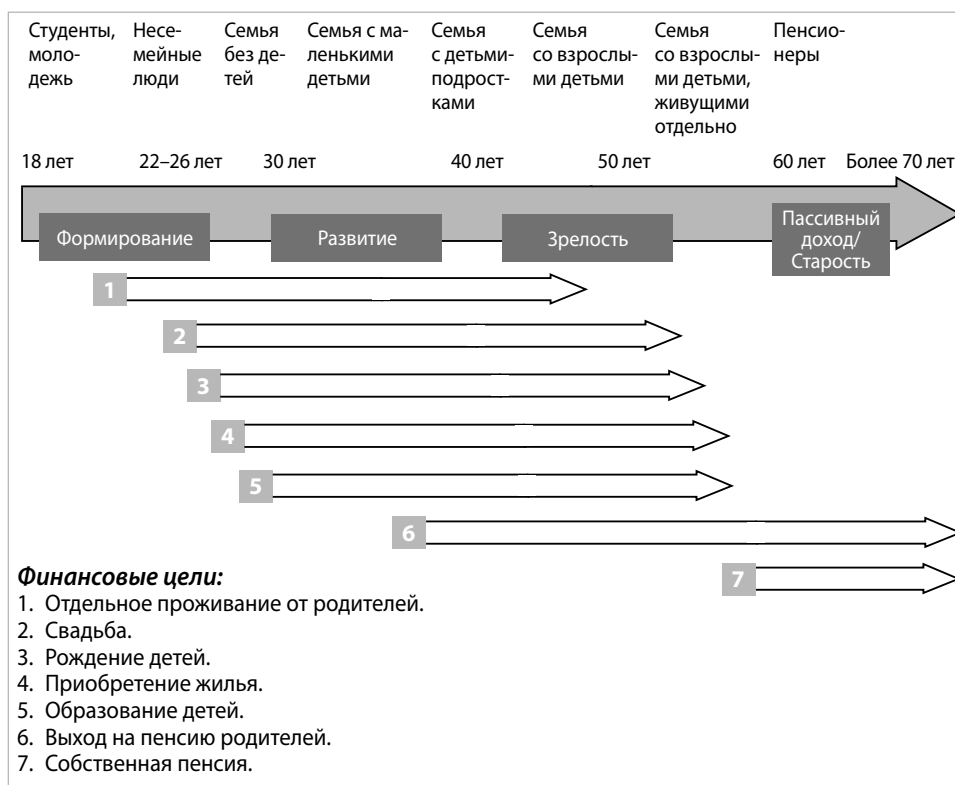 Студенты,
моло-
дежь
Несе-
мейные
люди
Семья
без де-
тей
Семья с ма-
ленькими
детьми
Семья
с детьми-
подрост-
ками
Семья
со взрослы-
ми детьми
Семья
со взрослы-
ми детьми,
живущими
отдельно
Пенсио-
неры
18 лет 22–26 лет 30 лет 40 лет 50 лет 60 лет Более 70 лет
Формирование
Развитие
Зрелость
Пассивный
доход/
Старость
1
2
3
4
5
6
7
Финансовые цели:
1. Отдельное проживание от родителей.
2. Свадьба.
3. Рождение детей.
4. Приобретение жилья.
5. Образование детей.
6. Выход на пенсию родителей.
7. Собственная пенсия.